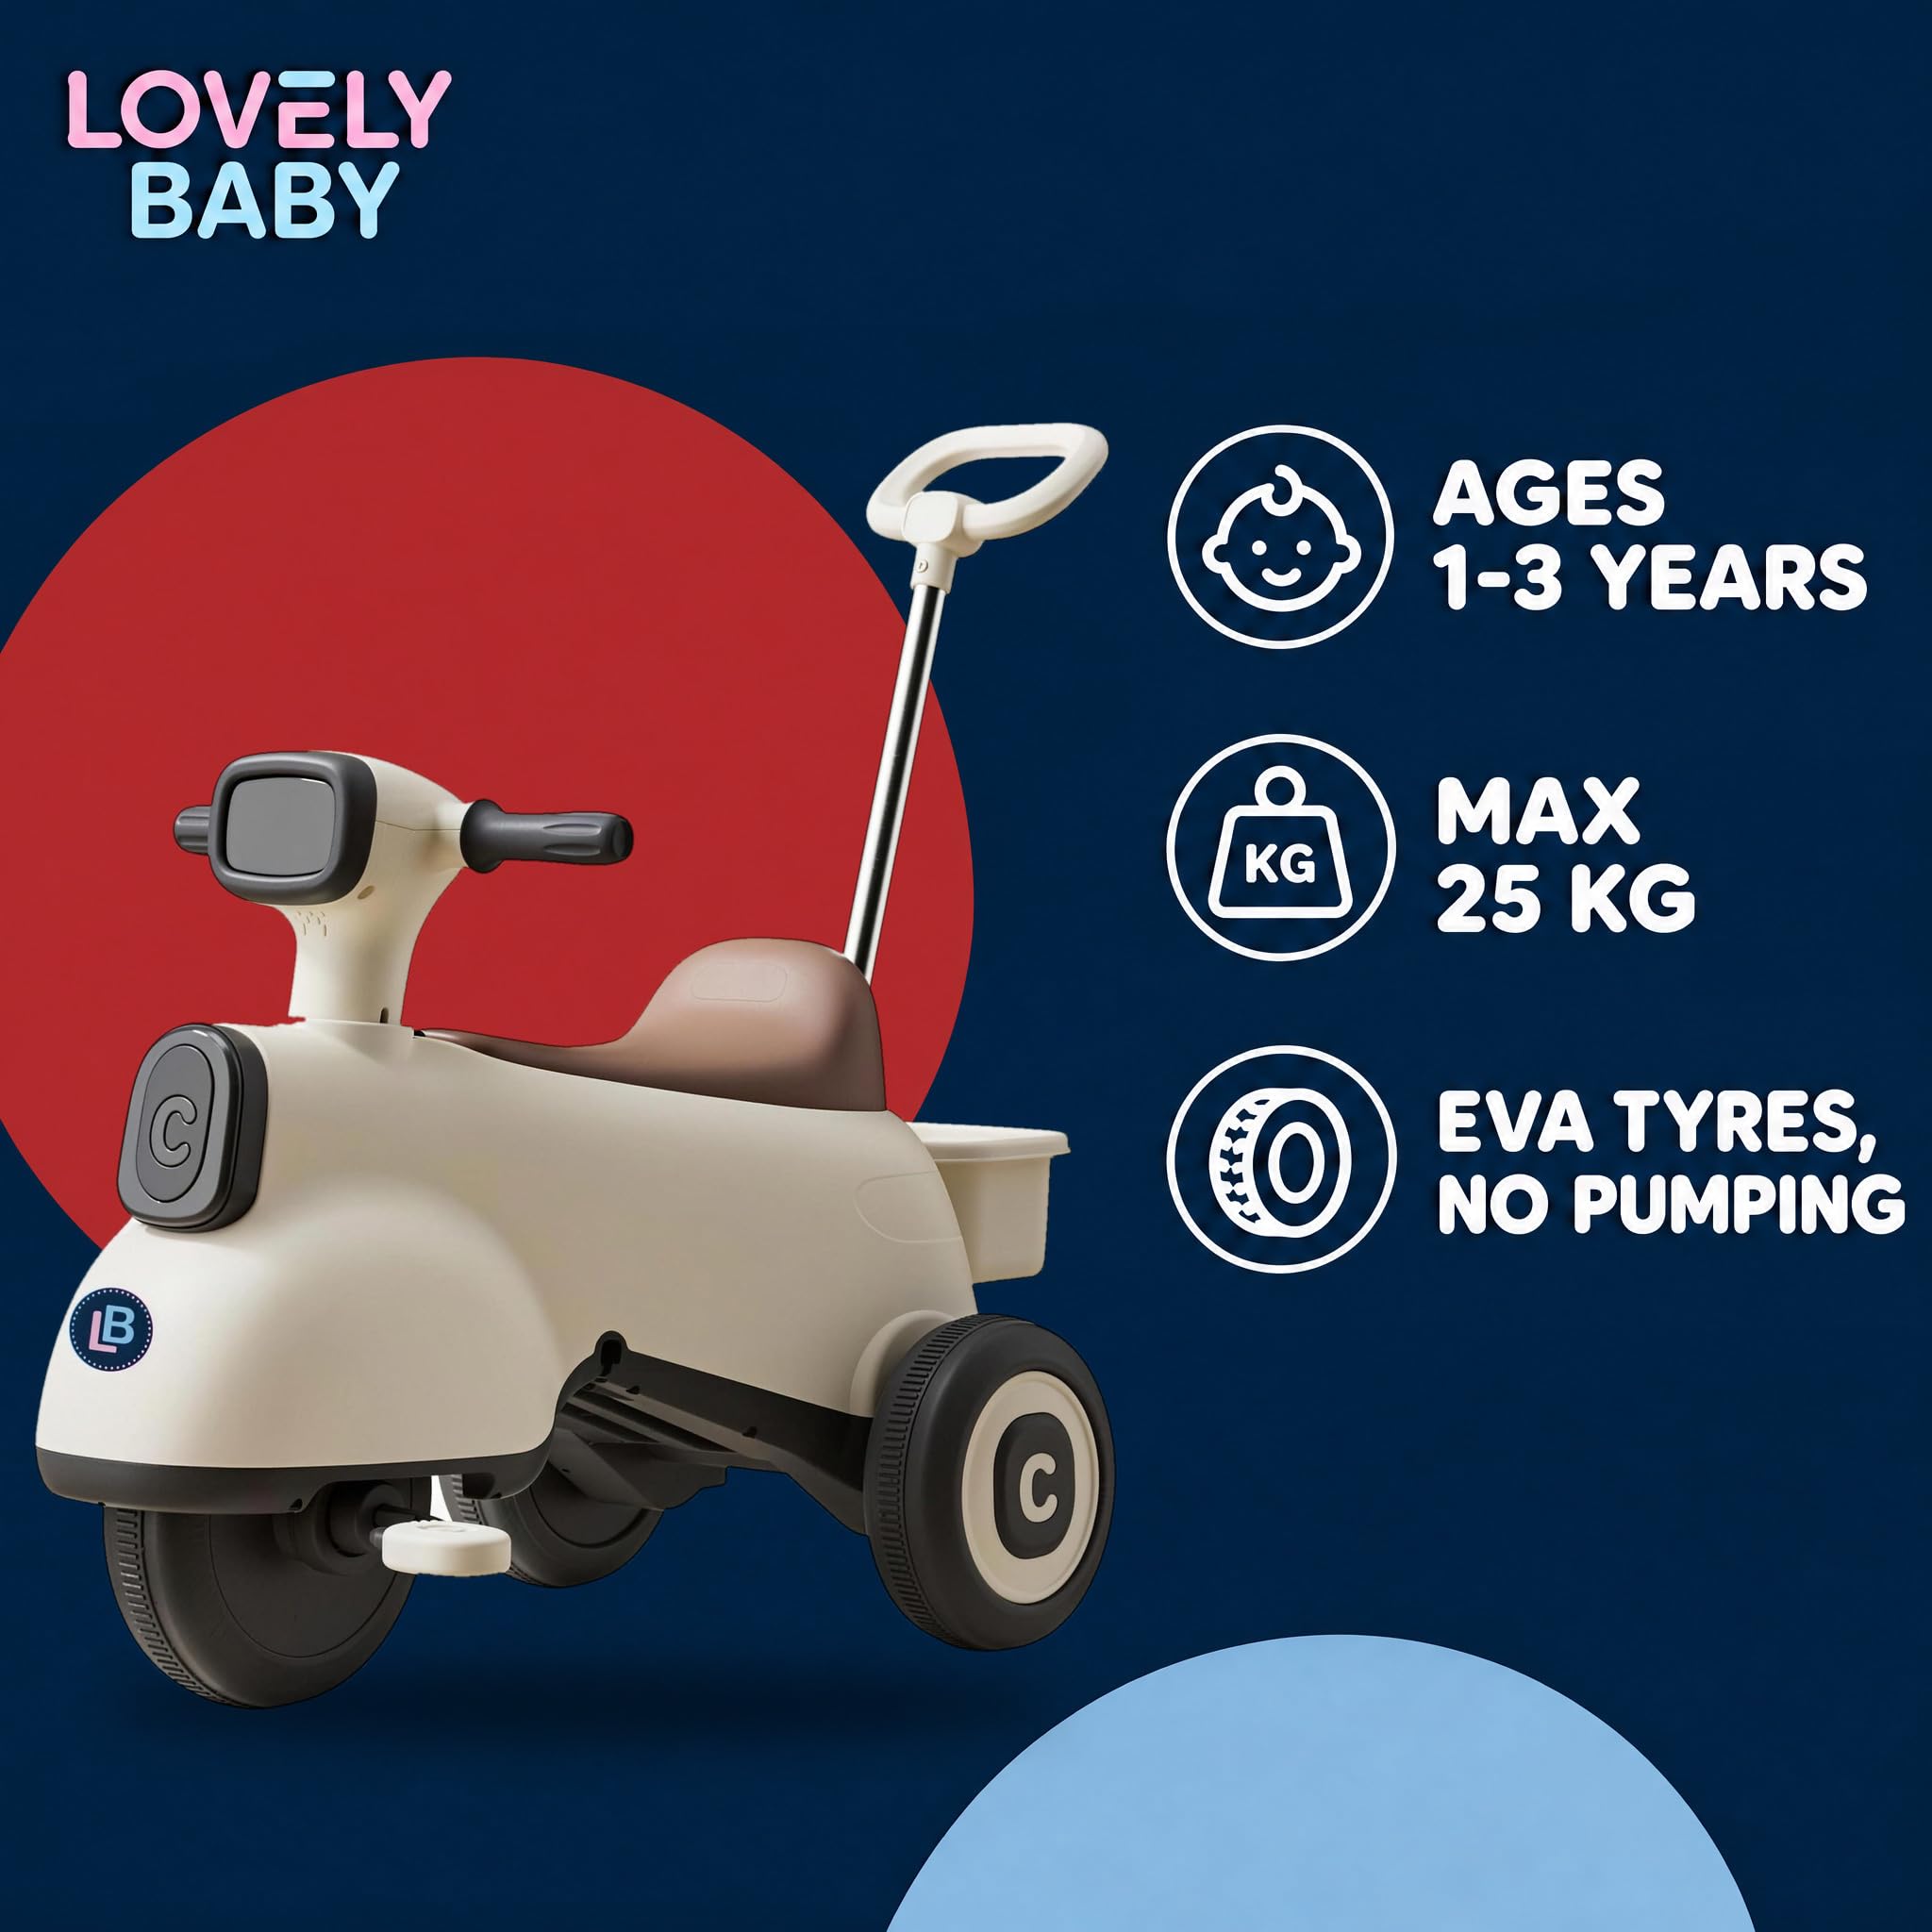 LOVELY
BABY
AGES
1-3 YEARS
KG
MAX
25 KG
EVA TYRES,
NO PUMPING
C
LB
C